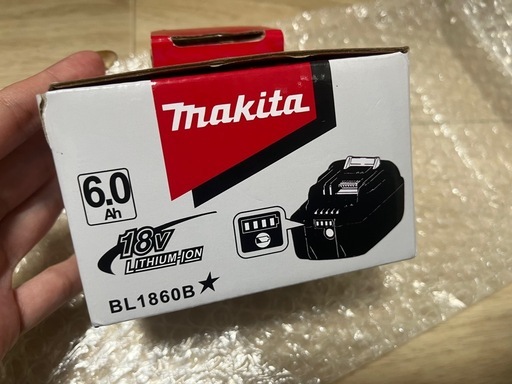 makita
6.0
Ah
18V
LITHIUM-ION
BL1860B★